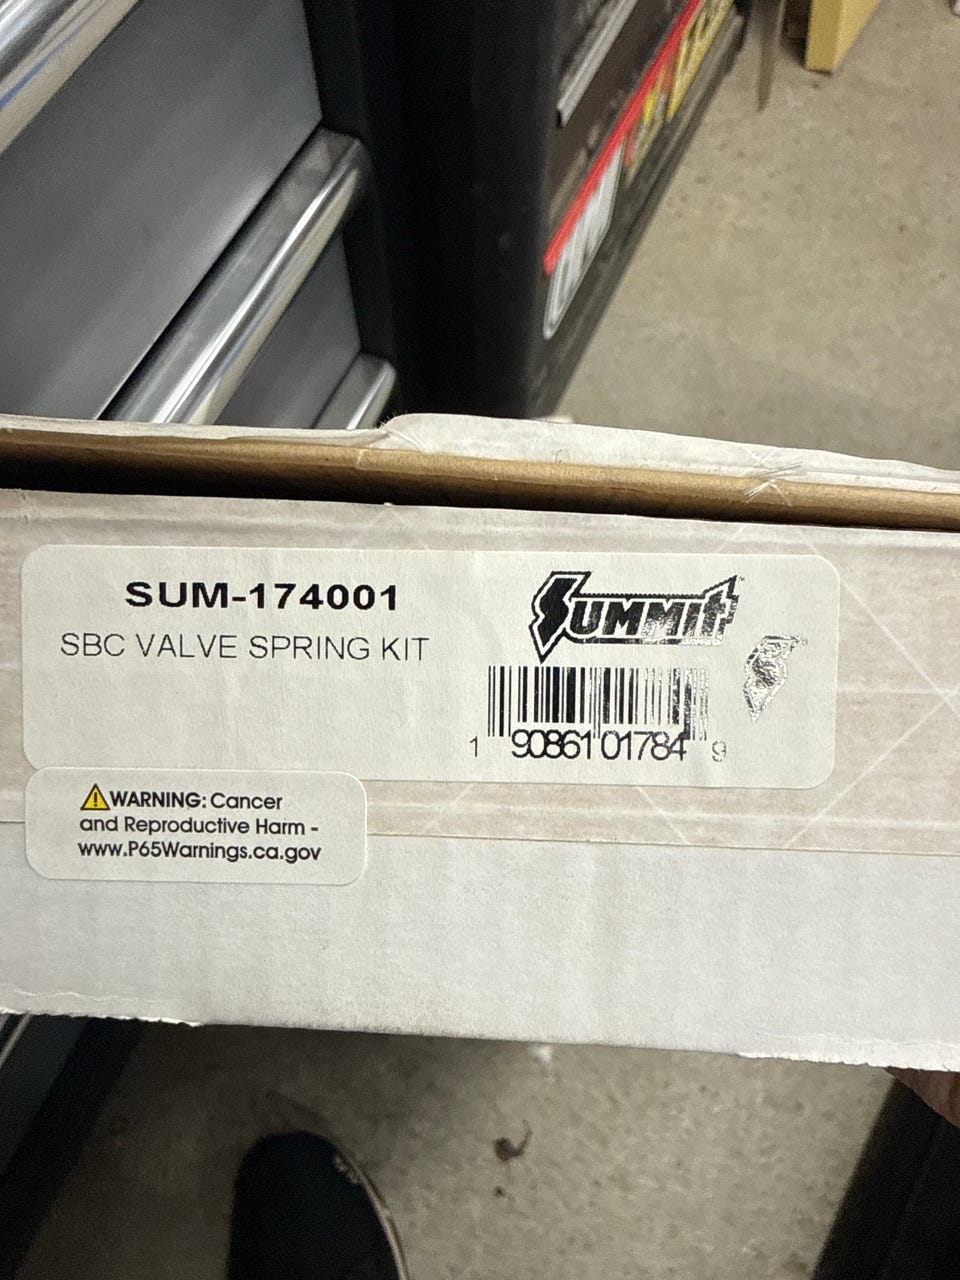 SUM-174001
SBC VALVE SPRING KIT
SUMMIT
1 90861 01784 9
WARNING: Cancer
and Reproductive Harm -
www.P65Warnings.ca.gov